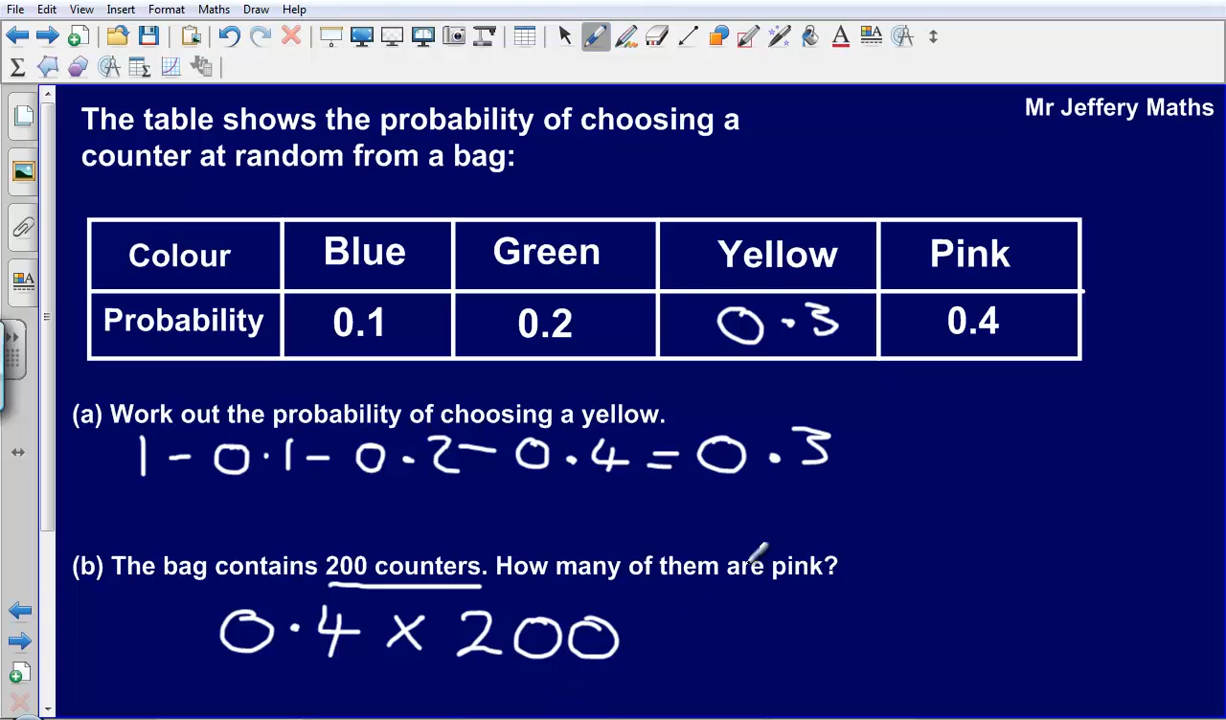 File Edit View Insert Format Maths Draw Help
Mr Jeffery Maths
The table shows the probability of choosing a
counter at random from a bag:
Colour Blue Green Yellow Pink
Probability 0.1 0.2 0.3 0.4
(a) Work out the probability of choosing a yellow.
1 - 0.1 - 0.2 - 0.4 = 0.3
(b) The bag contains 200 counters. How many of them are pink?
0.4 x 200